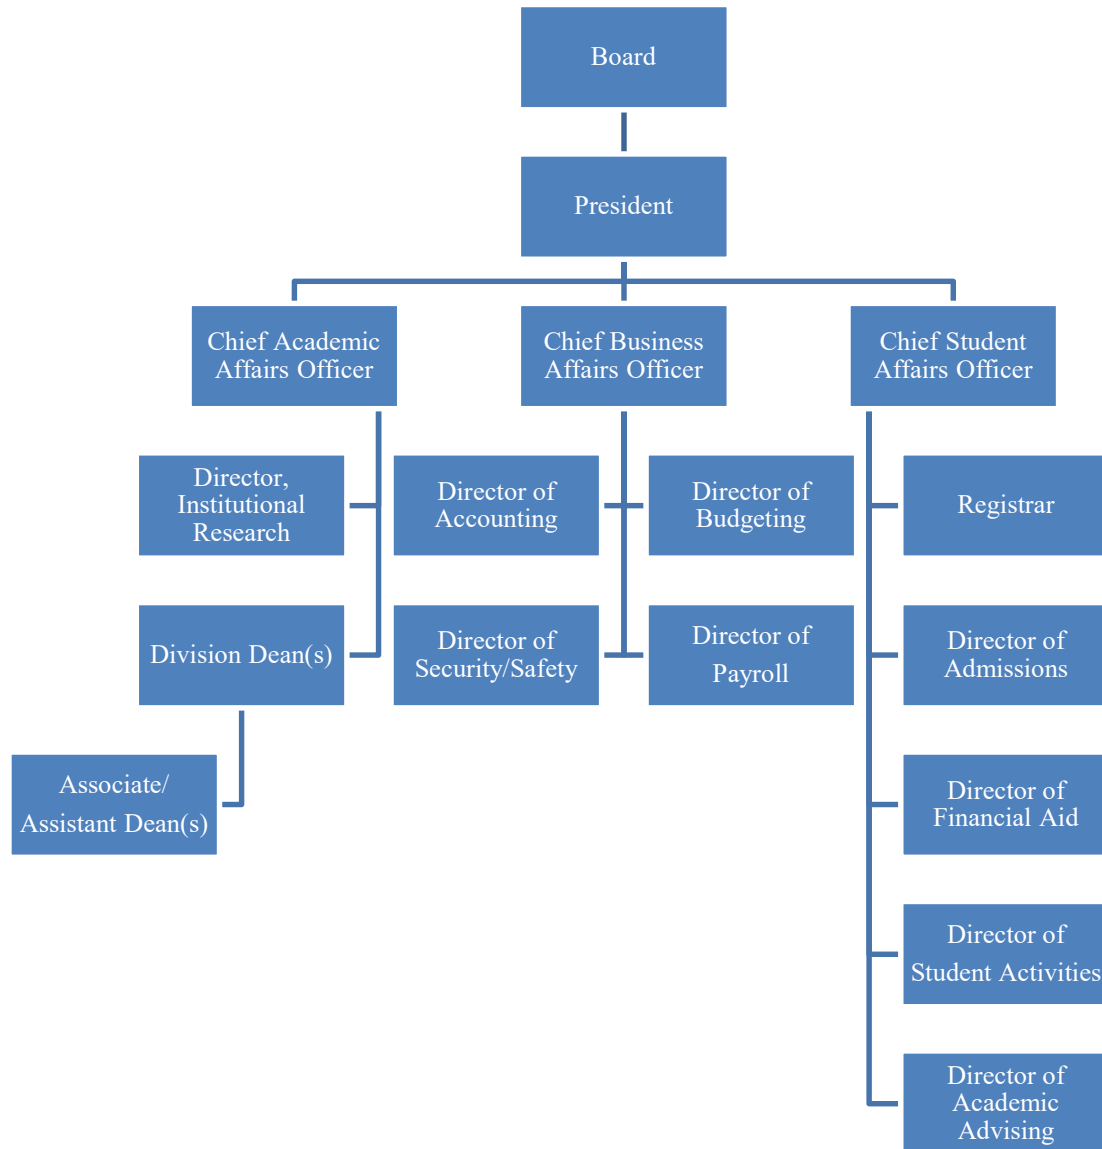 Board
President
Chief Academic
Affairs Officer
Chief Business
Affairs Officer
Chief Student
Affairs Officer
Director,
Institutional
Research
Director of
Accounting
Director of
Budgeting
Registrar
Division Dean(s)
Director of
Security/Safety
Director of
Payroll
Director of
Admissions
Associate/
Assistant Dean(s)
Director of
Financial Aid
Director of
Student Activities
Director of
Academic
Advising